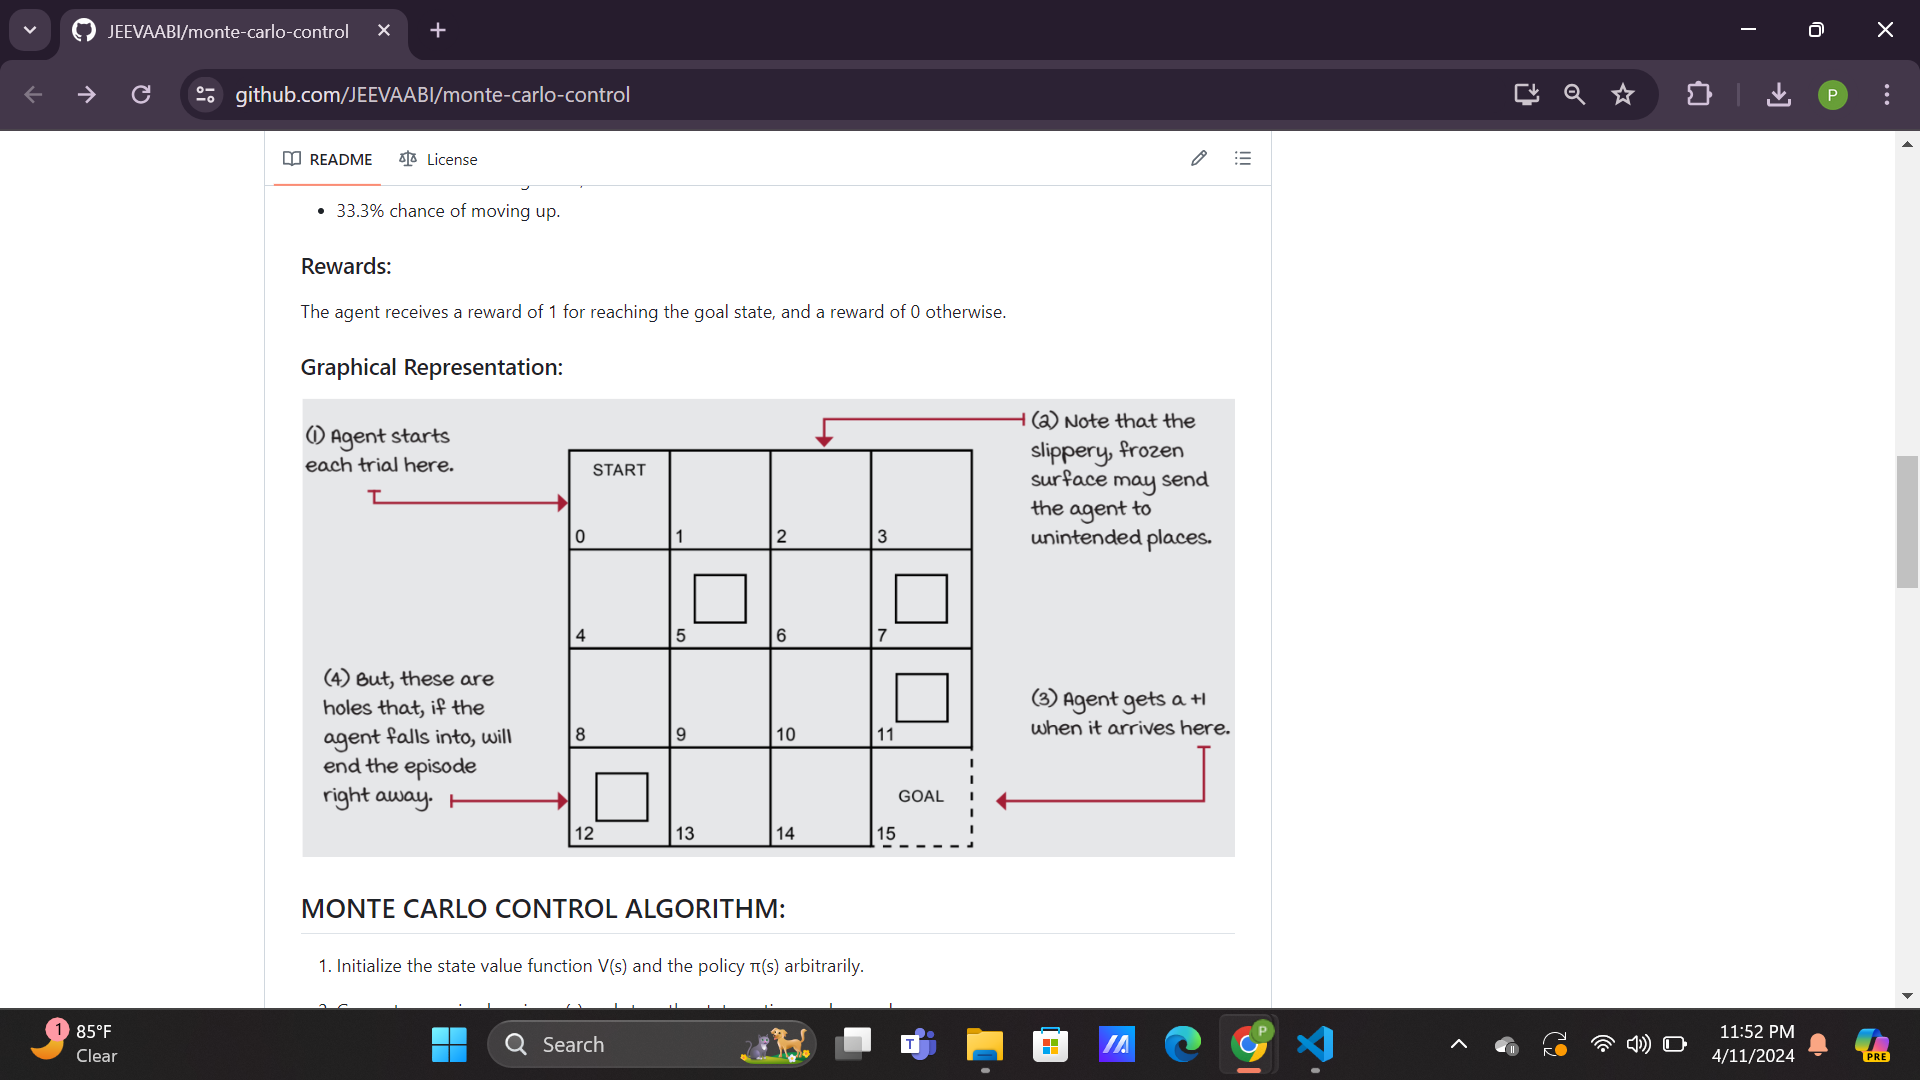 JEEVAABI/monte-carlo-control
github.com/JEEVAABI/monte-carlo-control
P
README
License
33.3% chance of moving up.
Rewards:
The agent receives a reward of 1 for reaching the goal state, and a reward of 0 otherwise.
Graphical Representation:
(1) Agent starts
each trial here.
(2) Note that the
slippery, frozen
surface may send
the agent to
unintended places.
START
0
1
2
3
4
5
6
7
8
9
10
11
12
13
14
GOAL
15
(4) But, these are
holes that, if the
agent falls into, will
end the episode
right away.
(3) Agent gets a +1
when it arrives here.
MONTE CARLO CONTROL ALGORITHM:
1. Initialize the state value function V(s) and the policy π(s) arbitrarily.
1
85°F
Clear
Search
T
P
11:52 PM
4/11/2024
PRE